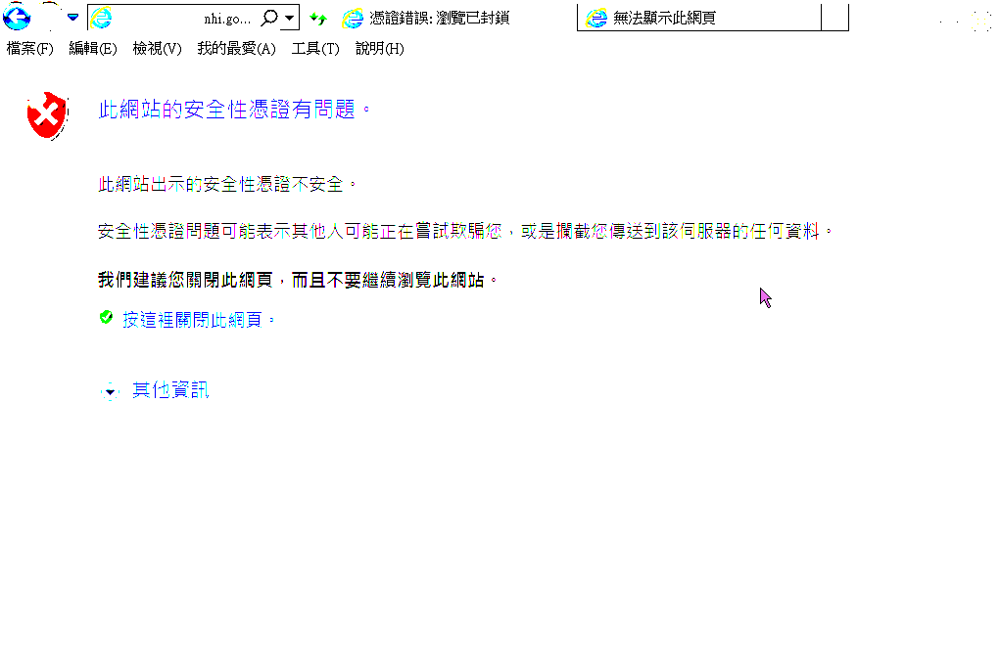 nhi.go...
憑證錯誤: 瀏覽已封鎖
無法顯示此網頁
檔案(F) 編輯(E) 檢視(V) 我的最愛(A) 工具(T) 說明(H)
此網站的安全性憑證有問題。
此網站出示的安全性憑證不安全。
安全性憑證問題可能表示其他人可能正在嘗試欺騙您，或是攔截您傳送到該伺服器的任何資料。
我們建議您關閉此網頁，而且不要繼續瀏覽此網站。
按這裡關閉此網頁。
其他資訊